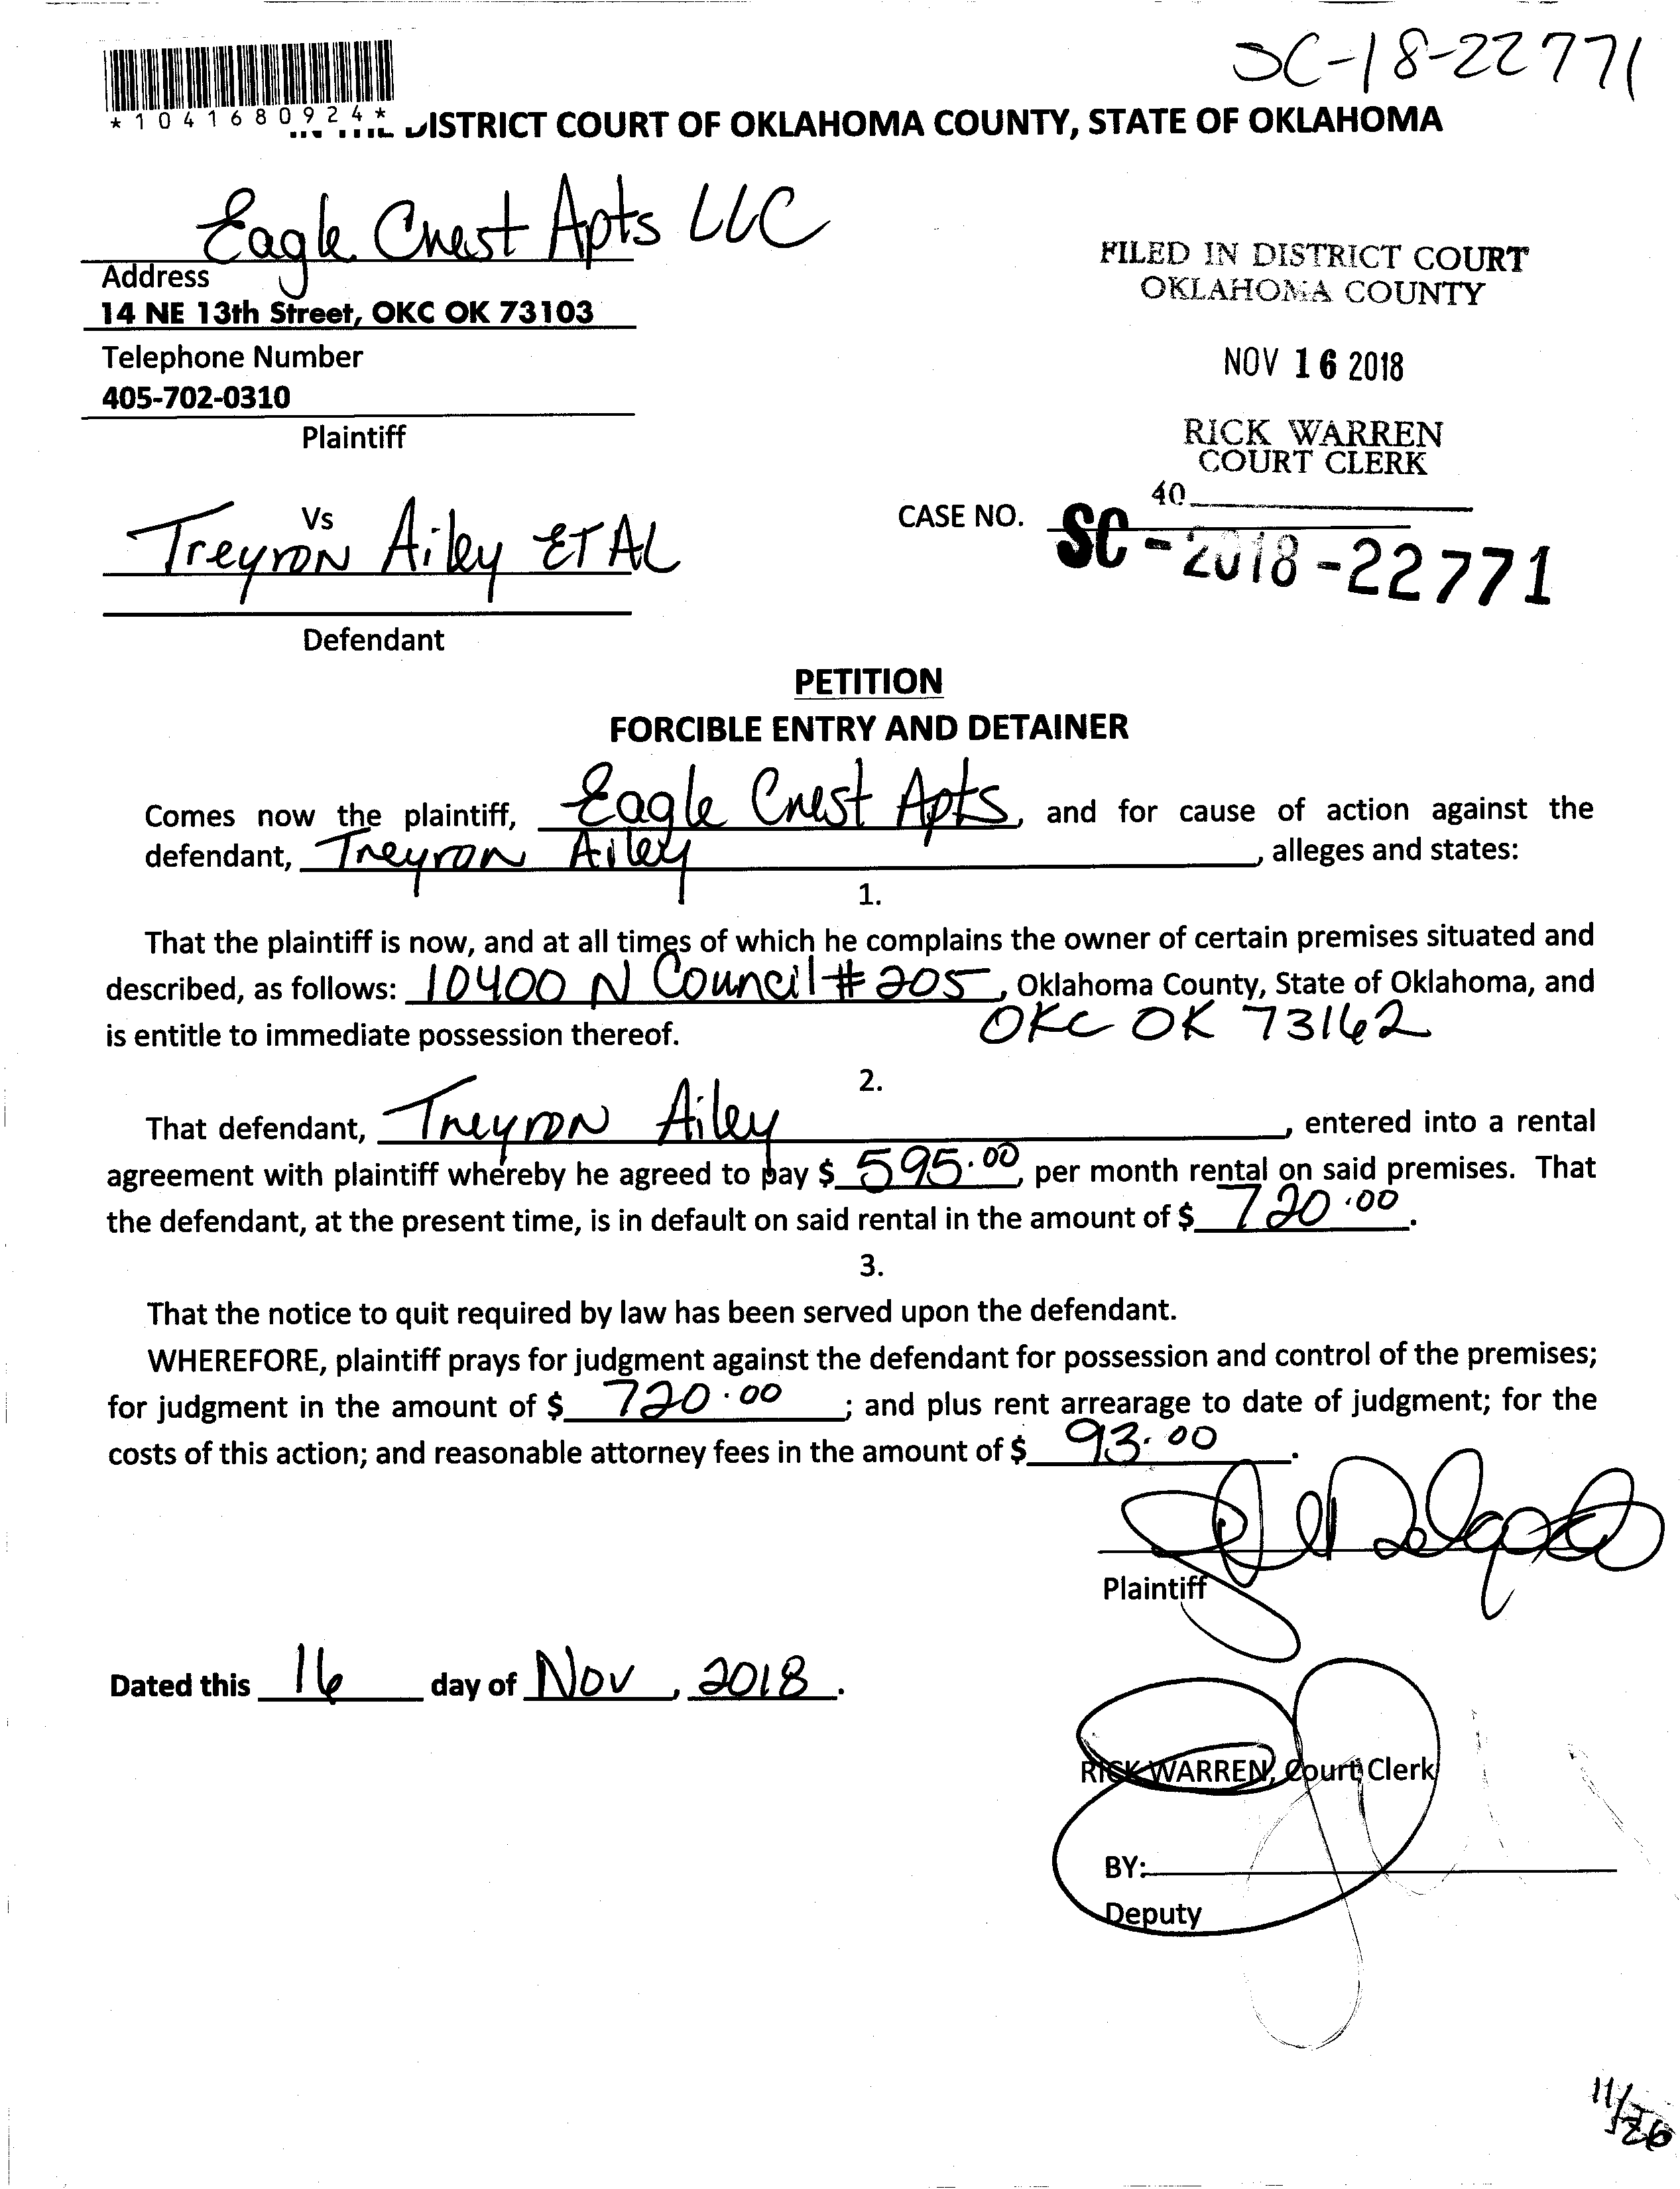 SC-18-22771
*1041680924*
DISTRICT COURT OF OKLAHOMA COUNTY, STATE OF OKLAHOMA
Eagle Crest Apts LLC
Address
14 NE 13th Street, OKC OK 73103
Telephone Number
405-702-0310
Plaintiff
FILED IN DISTRICT COURT
OKLAHOMA COUNTY
NOV 16 2018
RICK WARREN
COURT CLERK
40
CASE NO. SC-2018-22771
Vs
Treyron Ailey ET AL
Defendant
PETITION
FORCIBLE ENTRY AND DETAINER
Comes now the plaintiff, Eagle Crest Apts, and for cause of action against the
defendant, Treyron Ailey, alleges and states:
1.
That the plaintiff is now, and at all times of which he complains the owner of certain premises situated and
described, as follows: 10400 N Council # 205, Oklahoma County, State of Oklahoma, and
is entitle to immediate possession thereof. OKC OK 73162
2.
That defendant, Treyron Ailey, entered into a rental
agreement with plaintiff whereby he agreed to pay $ 595.00, per month rental on said premises. That
the defendant, at the present time, is in default on said rental in the amount of $ 720.00.
3.
That the notice to quit required by law has been served upon the defendant.
WHEREFORE, plaintiff prays for judgment against the defendant for possession and control of the premises;
for judgment in the amount of $ 720.00; and plus rent arrearage to date of judgment; for the
costs of this action; and reasonable attorney fees in the amount of $ 93.00.
Plaintiff
Dated this 16 day of Nov, 2018.
RICK WARREN, Court Clerk
BY:
Deputy
11/26